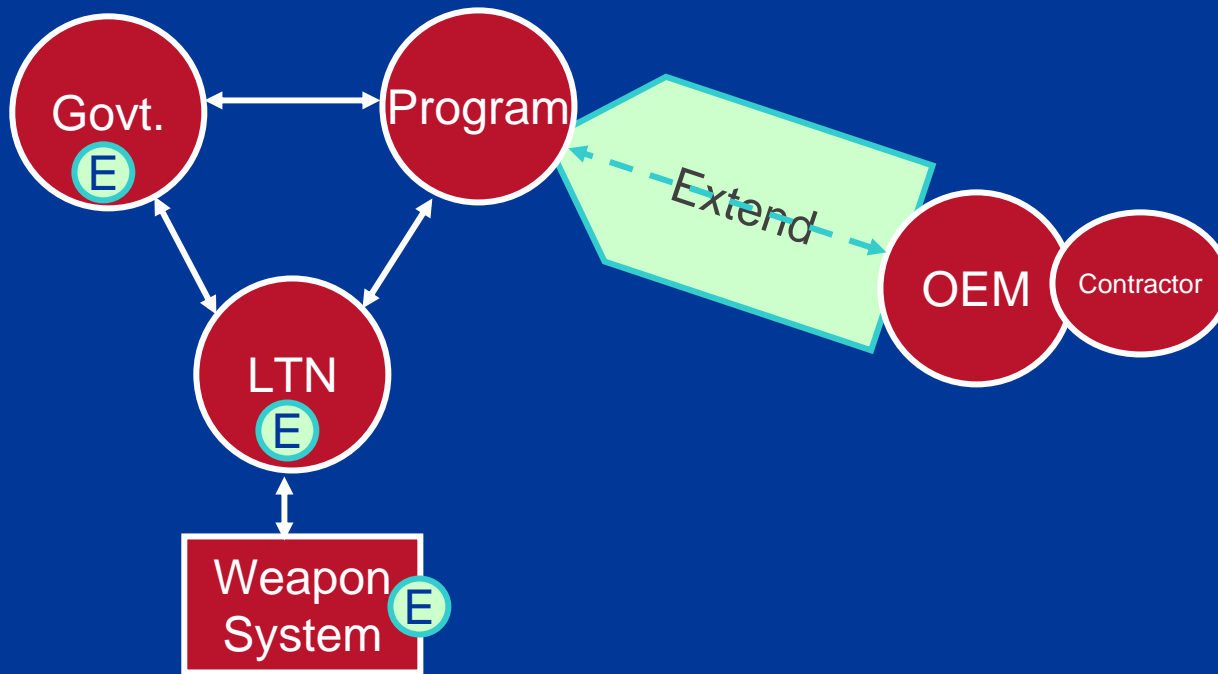 Govt.
E
Program
Extend
OEM
Contractor
LTN
E
Weapon
System
E